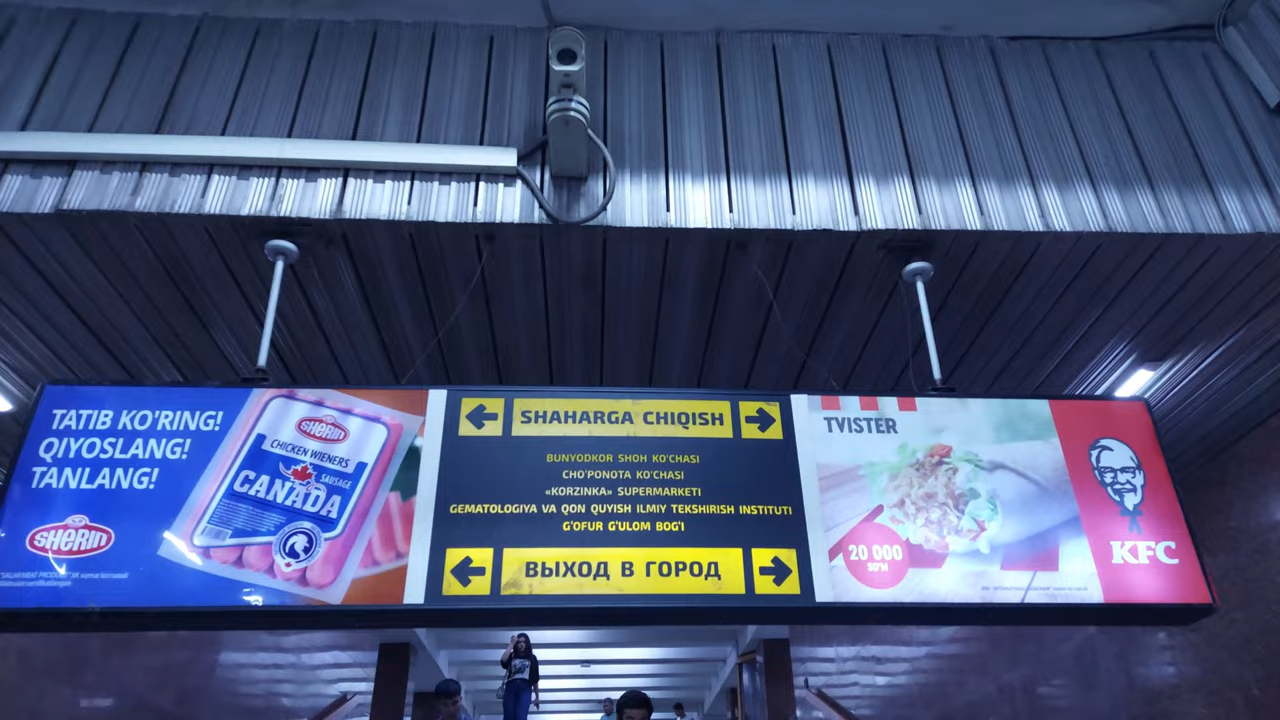 TATIB KO'RING!
QIYOSLANG!
TANLANG!
SHERIN
SHERIN
CHICKEN WIENERS
CANADA
SAUSAGE
SHAHARGA CHIQISH
BUNYODKOR SHOH KO'CHASI
CHO'PONOTA KO'CHASI
«KORZINKA» SUPERMARKETI
GEMATOLOGIYA VA QON QUYISH ILMIY TEKSHIRISH INSTITUTI
G'OFUR G'ULOM BOG'I
ВЫХОД В ГОРОД
TVISTER
20 000
SO'M
KFC